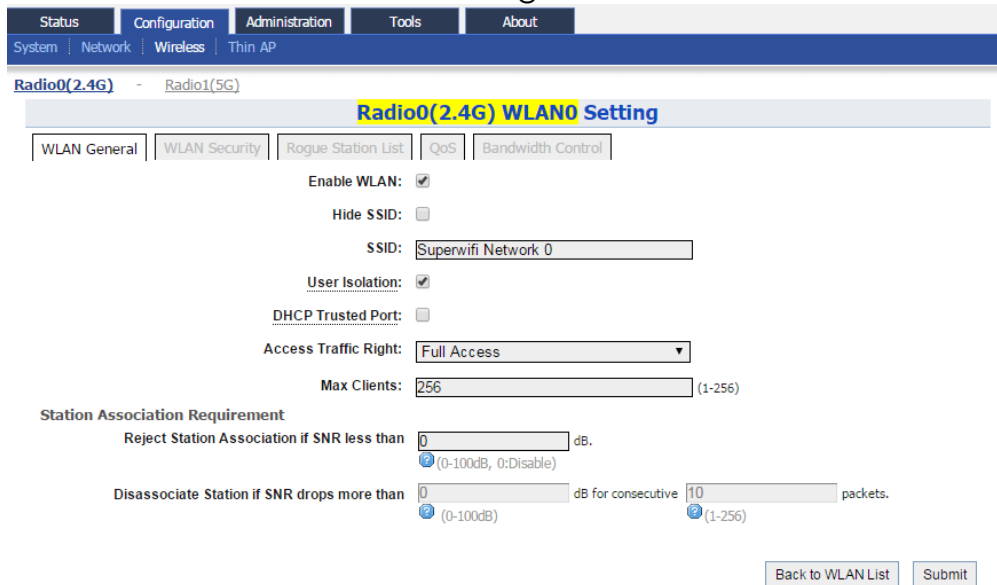 Status Configuration Administration Tools About
System Network Wireless Thin AP
Radio0(2.4G) - Radio1(5G)
Radio0(2.4G) WLAN0 Setting
WLAN General WLAN Security Rogue Station List QoS Bandwidth Control
Enable WLAN:
Hide SSID:
SSID: Superwifi Network 0
User Isolation:
DHCP Trusted Port:
Access Traffic Right: Full Access
Max Clients: 256 (1-256)
Station Association Requirement
Reject Station Association if SNR less than 0 dB.
? (0-100dB, 0:Disable)
Disassociate Station if SNR drops more than 0 dB for consecutive 10 packets.
? (0-100dB) ? (1-256)
Back to WLAN List Submit